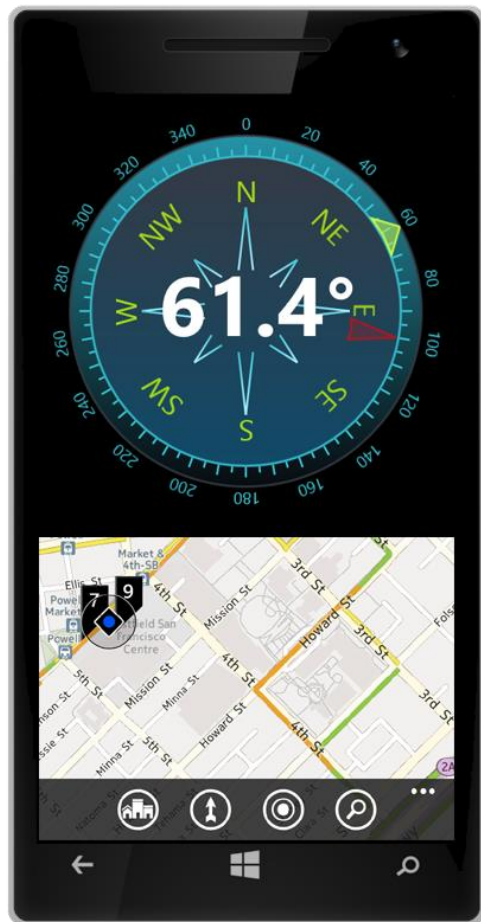 0
20
40
60
80
100
120
140
160
180
200
220
240
260
280
300
320
340
N
NE
E
SE
S
SW
W
NW
61.4°
Market &
4th-SB
Ellis St
7
9
Powell
Market
Powell
San
Francisco
Centre
4th St
Mission St
3rd St
Howard St
3rd St
4th St
5th St
Mission St
Minna St
Howard St
3rd St
4th St
Minna St
5th St
Natoma St
2A